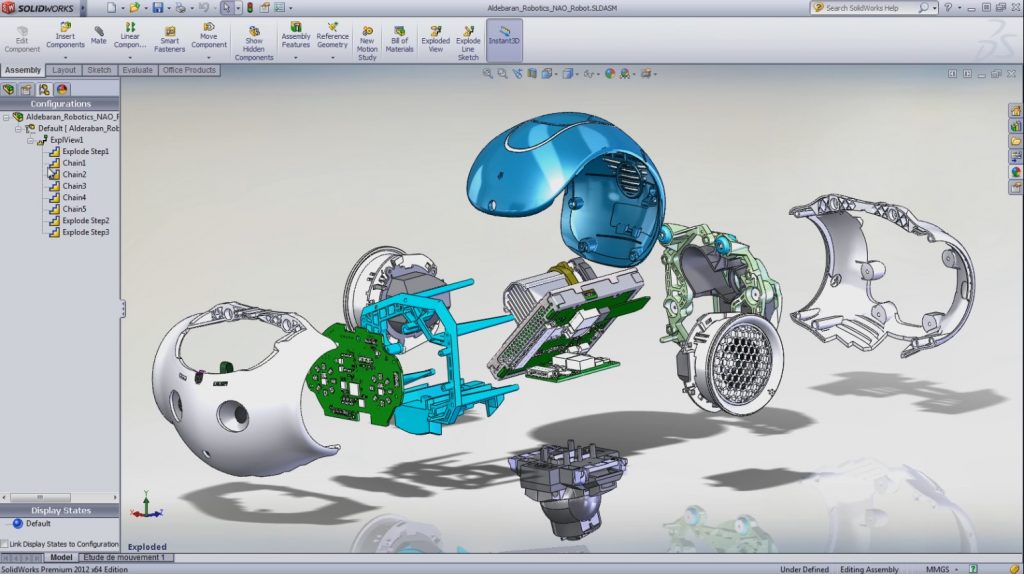 SOLIDWORKS
Aldebaran_Robotics_NAO_Robot.SLDASM
Search SolidWorks Help
Edit Component
Insert Components
Mate
Linear Compon...
Smart Fasteners
Move Component
Show Hidden Components
Assembly Features
Reference Geometry
New Motion Study
Bill of Materials
Exploded View
Explode Line Sketch
Instant3D
Assembly
Layout
Sketch
Evaluate
Office Products
Configurations
Aldebaran_Robotics_NAO_F
Default [ Alderaban_Rob
ExplView1
Explode Step1
Chain1
Chain2
Chain3
Chain4
Chain5
Explode Step2
Explode Step3
Display States
Default
Link Display States to Configuration
Y
X
Z
Exploded
Model
Etude de mouvement 1
SolidWorks Premium 2012 x64 Edition
Under Defined
Editing Assembly
MMGS